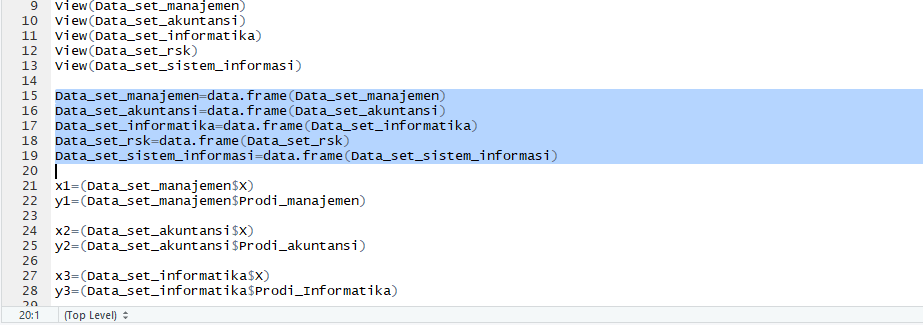 9 View(Data_set_manajemen)
10 View(Data_set_akuntansi)
11 View(Data_set_informatika)
12 View(Data_set_rsk)
13 View(Data_set_sistem_informasi)
14
15 Data_set_manajemen=data.frame(Data_set_manajemen)
16 Data_set_akuntansi=data.frame(Data_set_akuntansi)
17 Data_set_informatika=data.frame(Data_set_informatika)
18 Data_set_rsk=data.frame(Data_set_rsk)
19 Data_set_sistem_informasi=data.frame(Data_set_sistem_informasi)
20
21 x1=(Data_set_manajemen$X)
22 y1=(Data_set_manajemen$Prodi_manajemen)
23
24 x2=(Data_set_akuntansi$X)
25 y2=(Data_set_akuntansi$Prodi_akuntansi)
26
27 x3=(Data_set_informatika$X)
28 y3=(Data_set_informatika$Prodi_Informatika)
29
20:1 (Top Level)